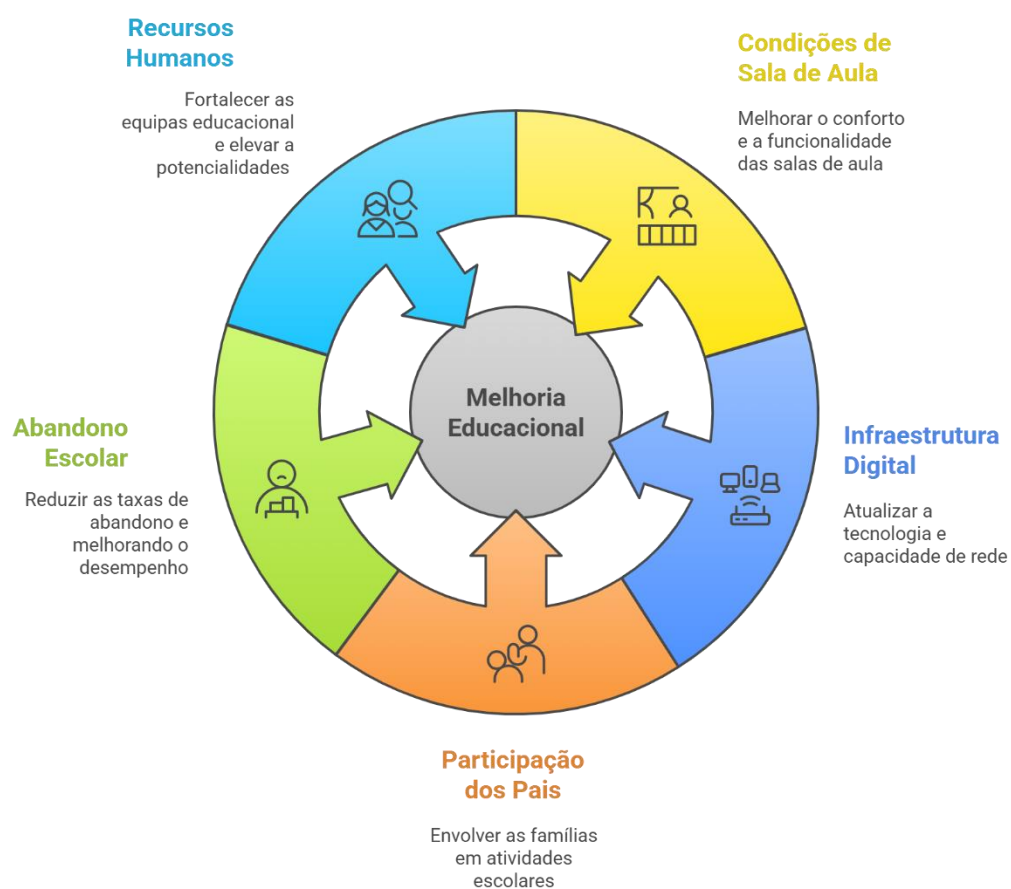 Recursos
Humanos
Fortalecer as
equipas educacional
e elevar a
potencialidades
Condições de
Sala de Aula
Melhorar o conforto
e a funcionalidade
das salas de aula
Melhoria
Educacional
Abandono
Escolar
Reduzir as taxas de
abandono e
melhorando o
desempenho
Infraestrutura
Digital
Atualizar a
tecnologia e
capacidade de rede
Participação
dos Pais
Envolver as famílias
em atividades
escolares